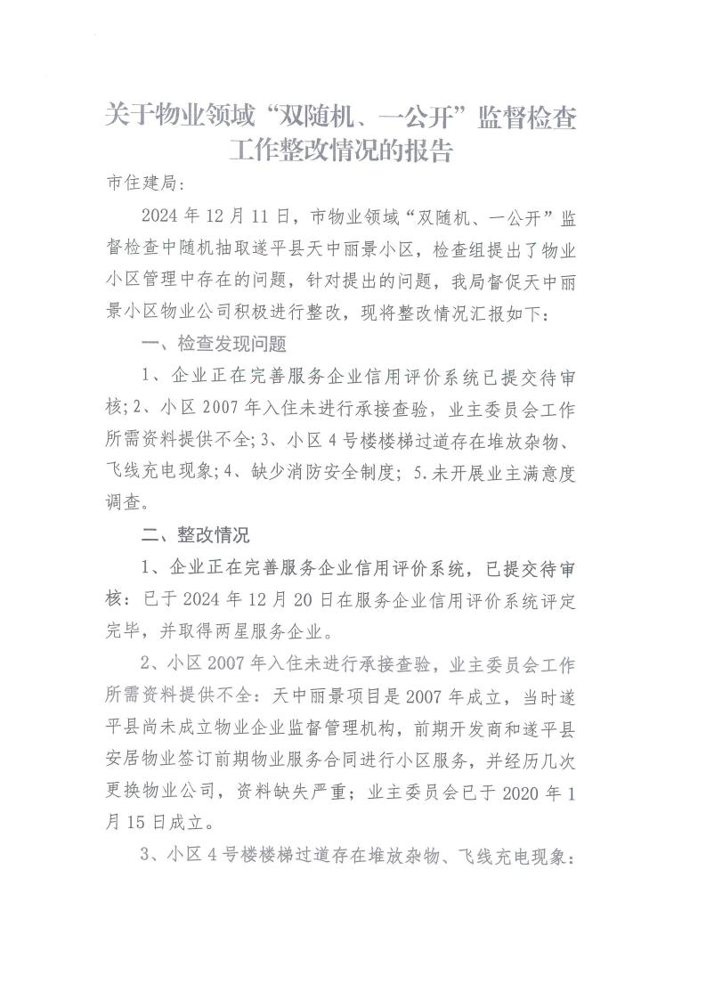 关于物业领域“双随机、一公开”监督检查
工作整改情况的报告
市住建局：
2024 年 12 月 11 日，市物业领域“双随机、一公开”监
督检查中随机抽取遂平县天中丽景小区，检查组提出了物业
小区管理中存在的问题，针对提出的问题，我局督促天中丽
景小区物业公司积极进行整改，现将整改情况汇报如下：
一、检查发现问题
1、企业正在完善服务企业信用评价系统已提交待审
核；2、小区 2007 年入住未进行承接查验，业主委员会工作
所需资料提供不全；3、小区 4 号楼楼梯过道存在堆放杂物、
飞线充电现象；4、缺少消防安全制度；5.未开展业主满意度
调查。
二、整改情况
1、企业正在完善服务企业信用评价系统，已提交待审
核：已于 2024 年 12 月 20 日在服务企业信用评价系统评定
完毕，并取得两星服务企业。
2、小区 2007 年入住未进行承接查验，业主委员会工作
所需资料提供不全：天中丽景项目是 2007 年成立，当时遂
平县尚未成立物业企业监督管理机构，前期开发商和遂平县
安居物业签订前期物业服务合同进行小区服务，并经历几次
更换物业公司，资料缺失严重；业主委员会已于 2020 年 1
月 15 日成立。
3、小区 4 号楼楼梯过道存在堆放杂物、飞线充电现象：